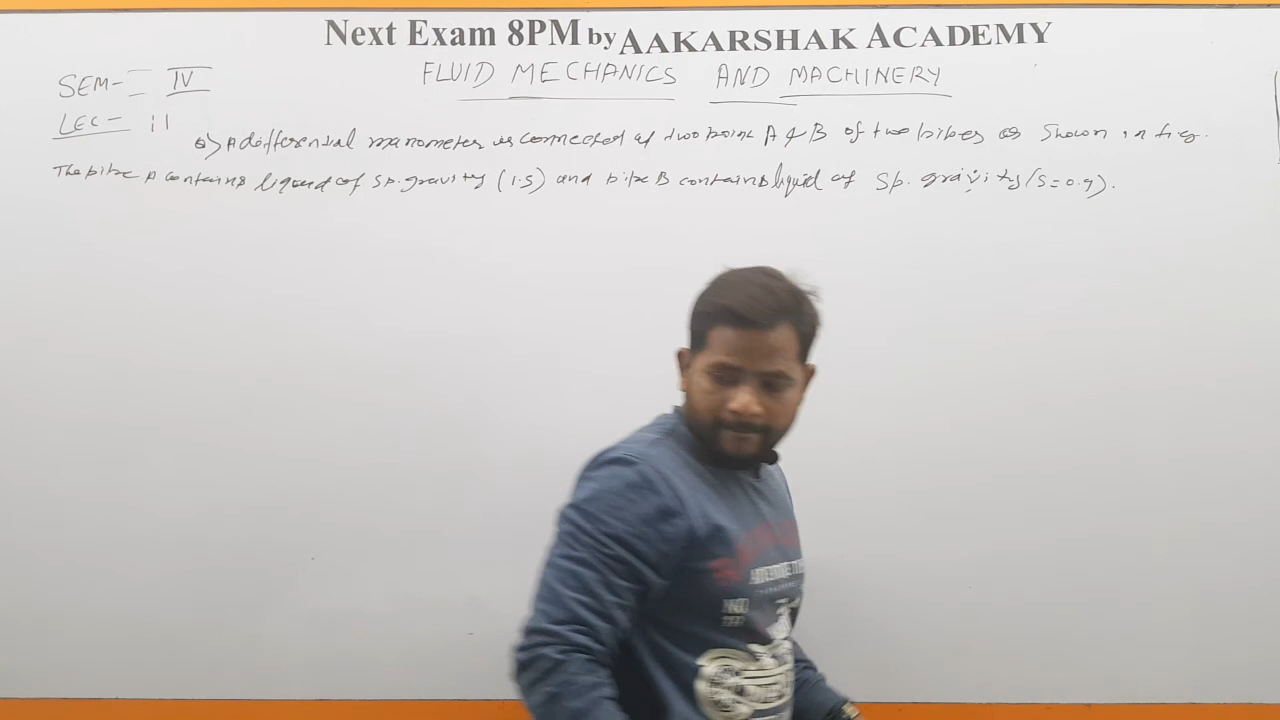 Next Exam 8PM by AAKARSHAK ACADEMY
FLUID MECHANICS AND MACHINERY
SEM- IV
LEC- 11
Q) A differential manometer is connected at two point A & B of two pipes as shown in fig.
The pipe A contains liquid of sp. gravity (1.5) and pipe B contains liquid of sp. gravity (S=0.9).